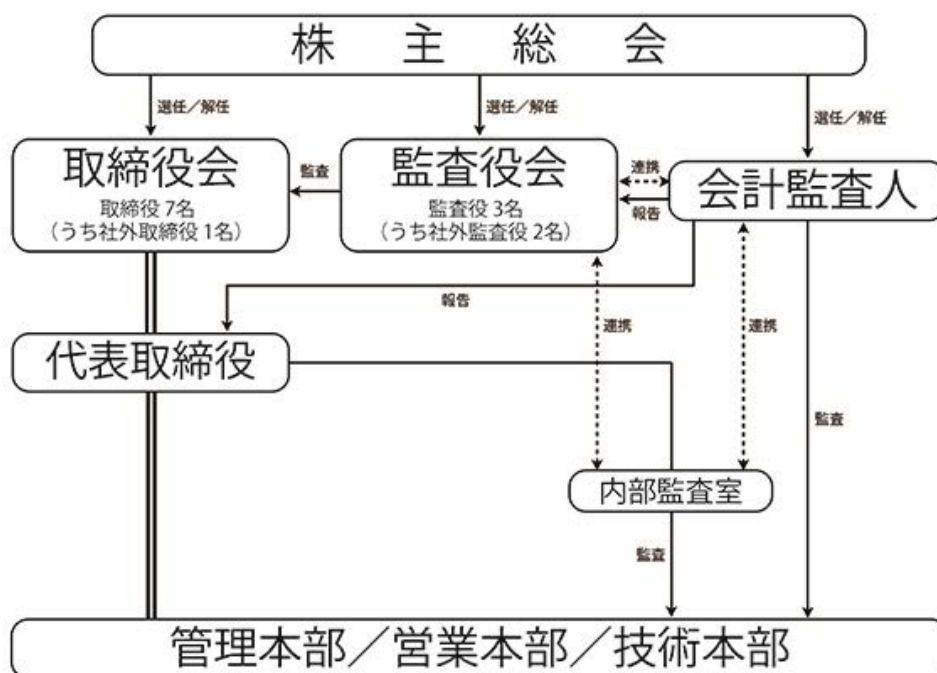 株主総会
選任／解任
選任／解任
選任／解任
取締役会
取締役 7名
（うち社外取締役 1名）
監査
監査役会
監査役 3名
（うち社外監査役 2名）
連携
報告
会計監査人
報告
連携
連携
代表取締役
監査
内部監査室
監査
管理本部／営業本部／技術本部